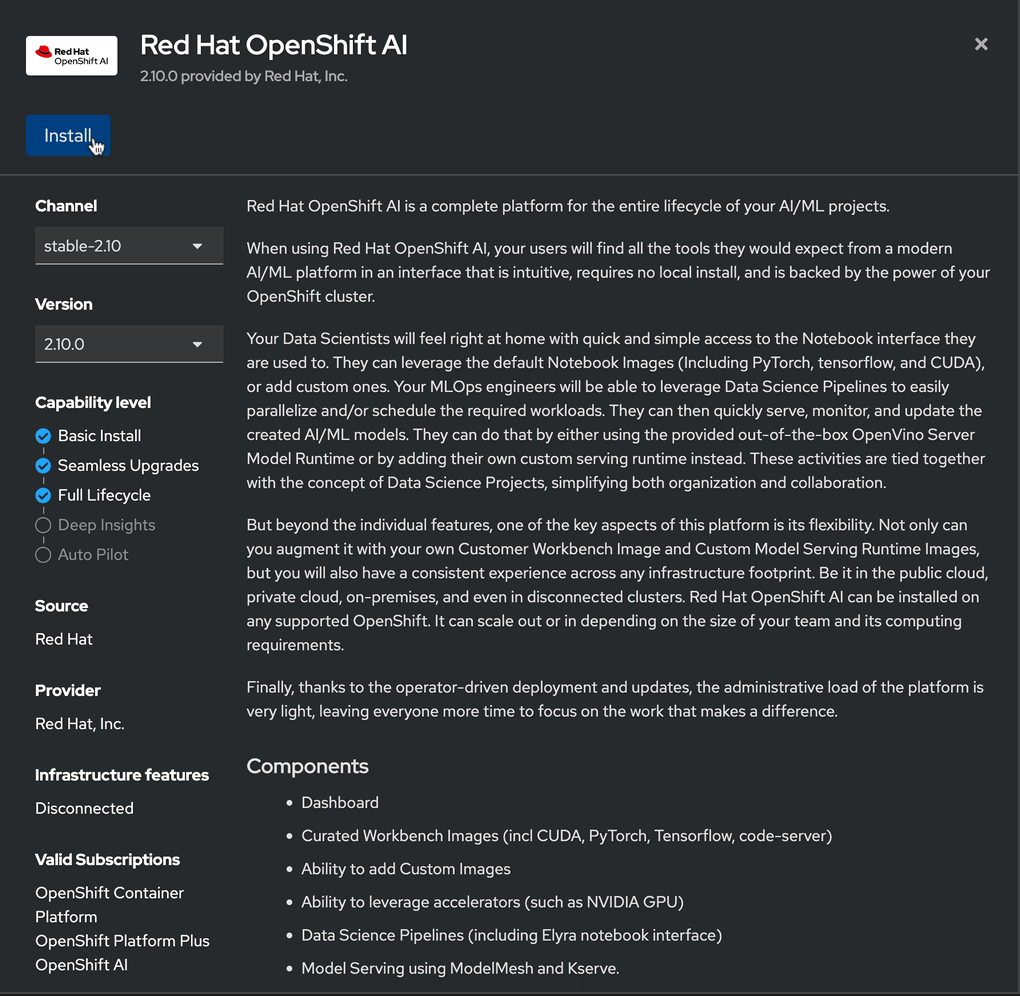 Red Hat
OpenShift AI
Red Hat OpenShift AI
2.10.0 provided by Red Hat, Inc.
Install
Channel
stable-2.10
Version
2.10.0
Capability level
Basic Install
Seamless Upgrades
Full Lifecycle
Deep Insights
Auto Pilot
Source
Red Hat
Provider
Red Hat, Inc.
Infrastructure features
Disconnected
Valid Subscriptions
OpenShift Container
Platform
OpenShift Platform Plus
OpenShift AI
Red Hat OpenShift AI is a complete platform for the entire lifecycle of your AI/ML projects.
When using Red Hat OpenShift AI, your users will find all the tools they would expect from a modern
AI/ML platform in an interface that is intuitive, requires no local install, and is backed by the power of your
OpenShift cluster.
Your Data Scientists will feel right at home with quick and simple access to the Notebook interface they
are used to. They can leverage the default Notebook Images (Including PyTorch, tensorflow, and CUDA),
or add custom ones. Your MLOps engineers will be able to leverage Data Science Pipelines to easily
parallelize and/or schedule the required workloads. They can then quickly serve, monitor, and update the
created AI/ML models. They can do that by either using the provided out-of-the-box OpenVino Server
Model Runtime or by adding their own custom serving runtime instead. These activities are tied together
with the concept of Data Science Projects, simplifying both organization and collaboration.
But beyond the individual features, one of the key aspects of this platform is its flexibility. Not only can
you augment it with your own Customer Workbench Image and Custom Model Serving Runtime Images,
but you will also have a consistent experience across any infrastructure footprint. Be it in the public cloud,
private cloud, on-premises, and even in disconnected clusters. Red Hat OpenShift AI can be installed on
any supported OpenShift. It can scale out or in depending on the size of your team and its computing
requirements.
Finally, thanks to the operator-driven deployment and updates, the administrative load of the platform is
very light, leaving everyone more time to focus on the work that makes a difference.
Components
• Dashboard
• Curated Workbench Images (incl CUDA, PyTorch, Tensorflow, code-server)
• Ability to add Custom Images
• Ability to leverage accelerators (such as NVIDIA GPU)
• Data Science Pipelines (including Elyra notebook interface)
• Model Serving using ModelMesh and Kserve.